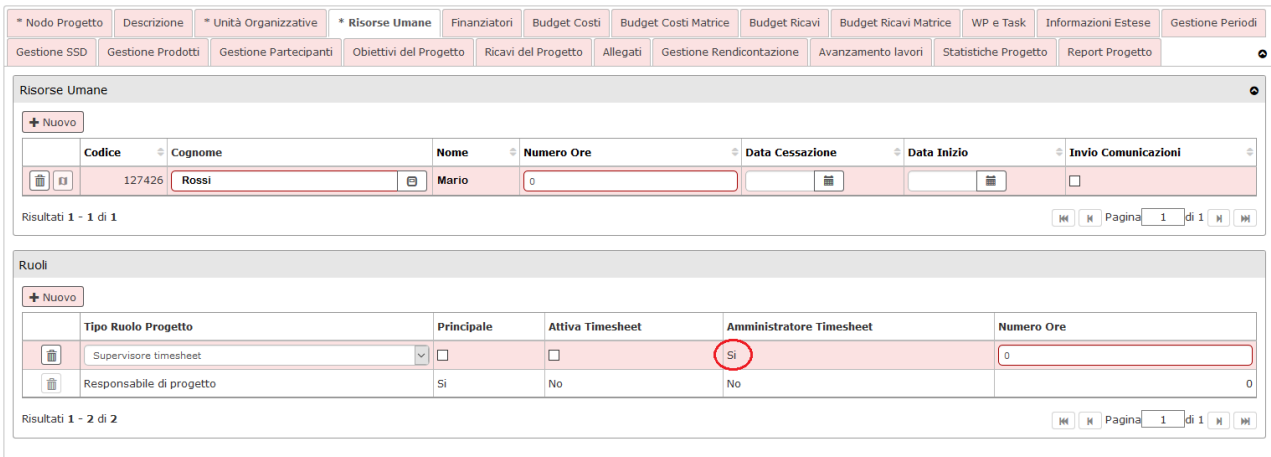 * Nodo Progetto Descrizione * Unità Organizzative * Risorse Umane Finanziatori Budget Costi Budget Costi Matrice Budget Ricavi Budget Ricavi Matrice WP e Task Informazioni Estese Gestione Periodi
Gestione SSD Gestione Prodotti Gestione Partecipanti Obiettivi del Progetto Ricavi del Progetto Allegati Gestione Rendicontazione Avanzamento lavori Statistiche Progetto Report Progetto
Risorse Umane
+ Nuovo
Codice Cognome Nome Numero Ore Data Cessazione Data Inizio Invio Comunicazioni
127426 Rossi Mario 0
Risultati 1 - 1 di 1 Pagina 1 di 1
Ruoli
+ Nuovo
Tipo Ruolo Progetto Principale Attiva Timesheet Amministratore Timesheet Numero Ore
Supervisore timesheet Si 0
Responsabile di progetto Si No No 0
Risultati 1 - 2 di 2 Pagina 1 di 1